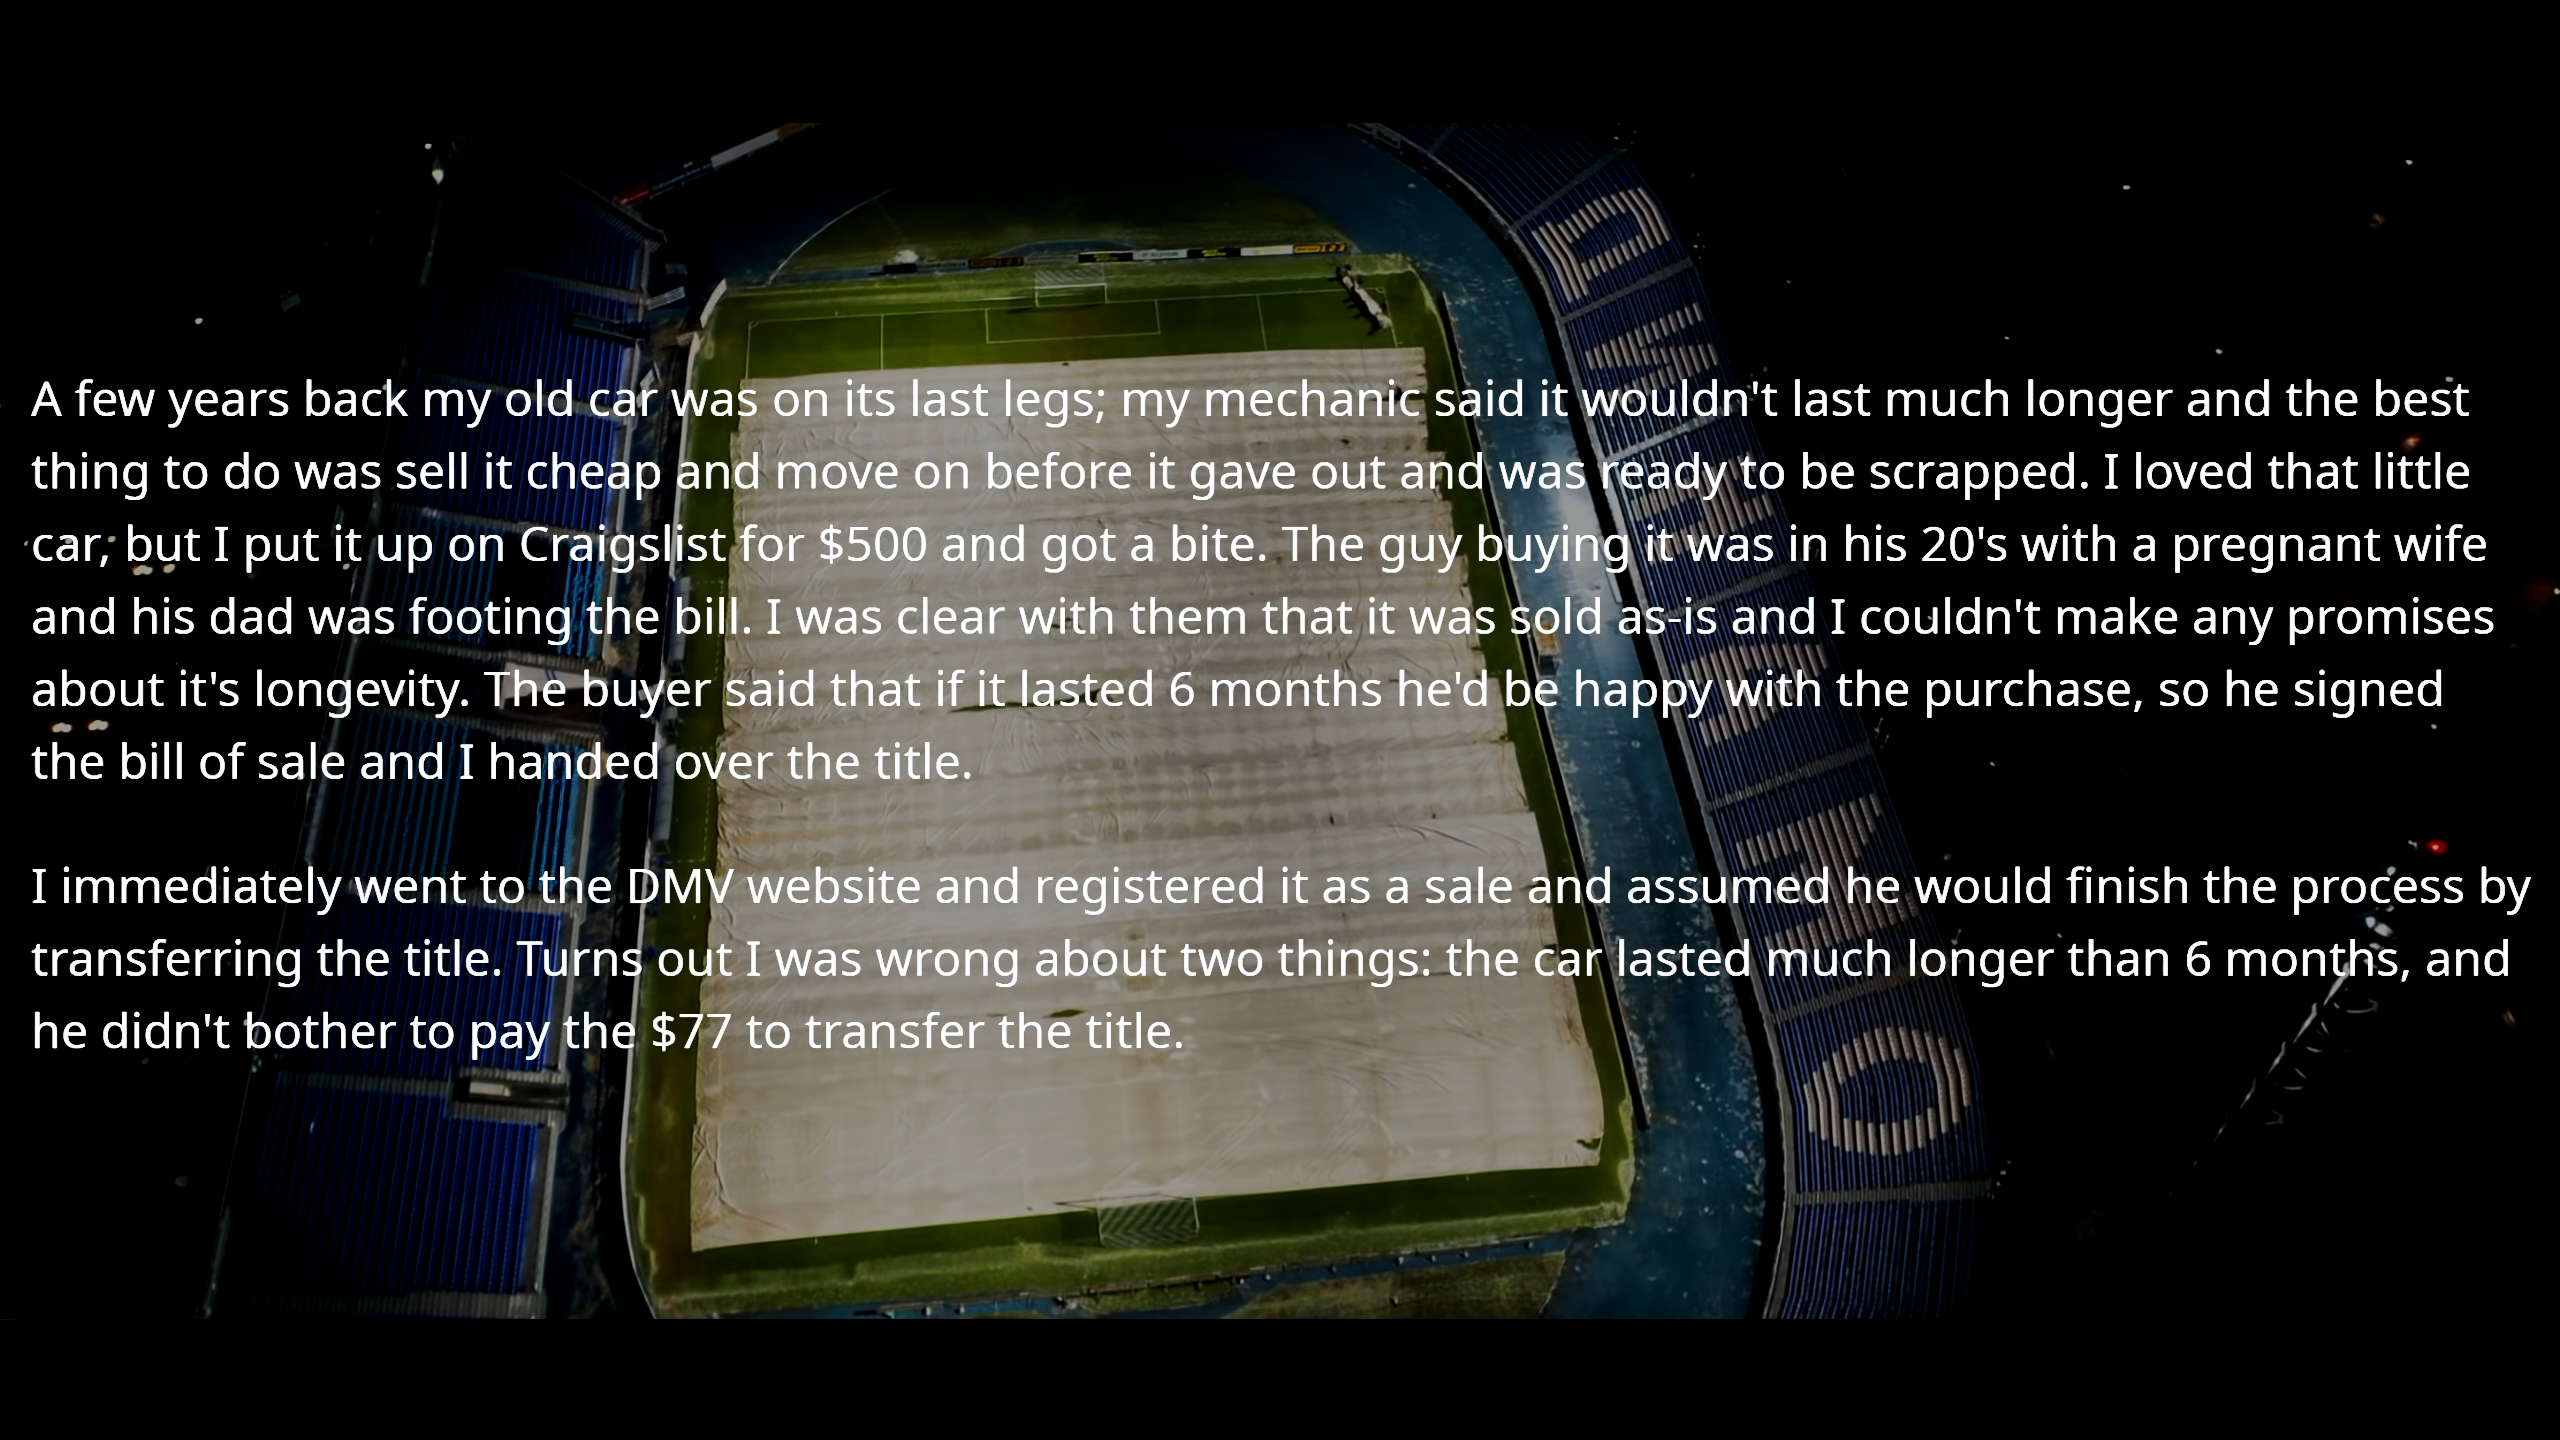 A few years back my old car was on its last legs; my mechanic said it wouldn't last much longer and the best
thing to do was sell it cheap and move on before it gave out and was ready to be scrapped. I loved that little
car, but I put it up on Craigslist for $500 and got a bite. The guy buying it was in his 20's with a pregnant wife
and his dad was footing the bill. I was clear with them that it was sold as-is and I couldn't make any promises
about it's longevity. The buyer said that if it lasted 6 months he'd be happy with the purchase, so he signed
the bill of sale and I handed over the title.
I immediately went to the DMV website and registered it as a sale and assumed he would finish the process by
transferring the title. Turns out I was wrong about two things: the car lasted much longer than 6 months, and
he didn't bother to pay the $77 to transfer the title.